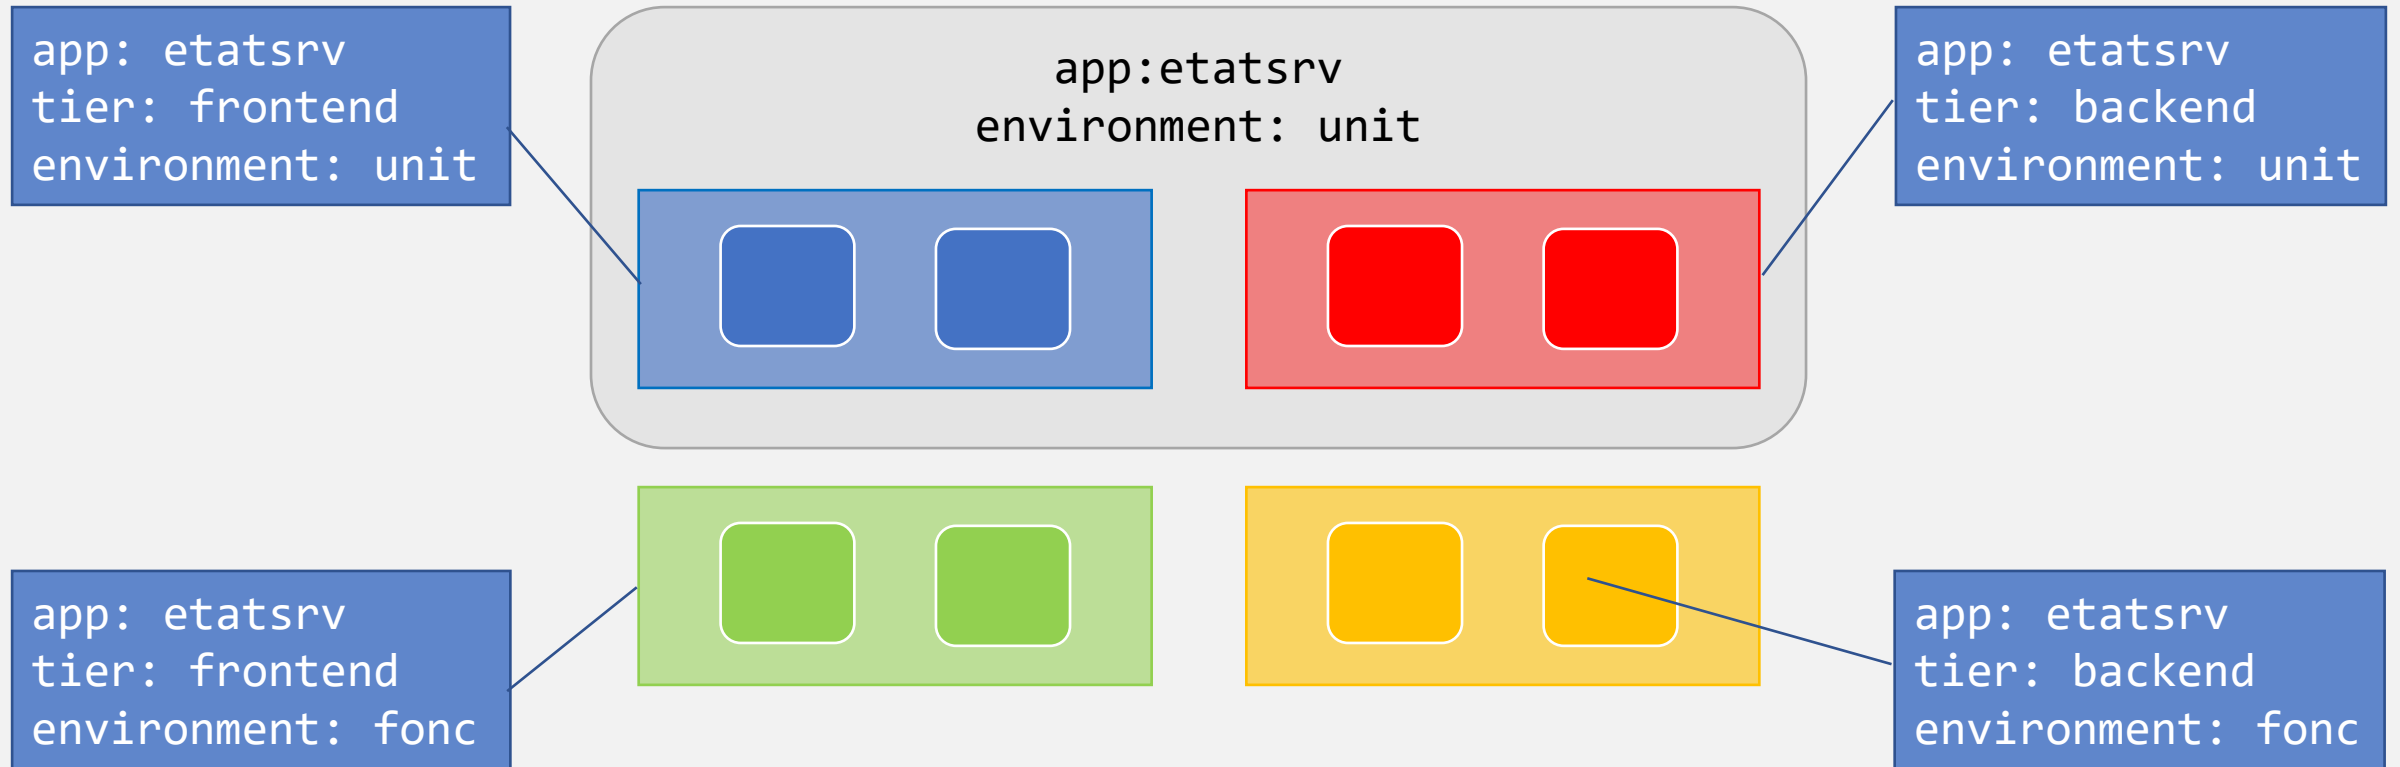 app: etatsrv
tier: frontend
environment: unit
app:etatsrv
environment: unit
app: etatsrv
tier: backend
environment: unit
app: etatsrv
tier: frontend
environment: fonc
app: etatsrv
tier: backend
environment: fonc